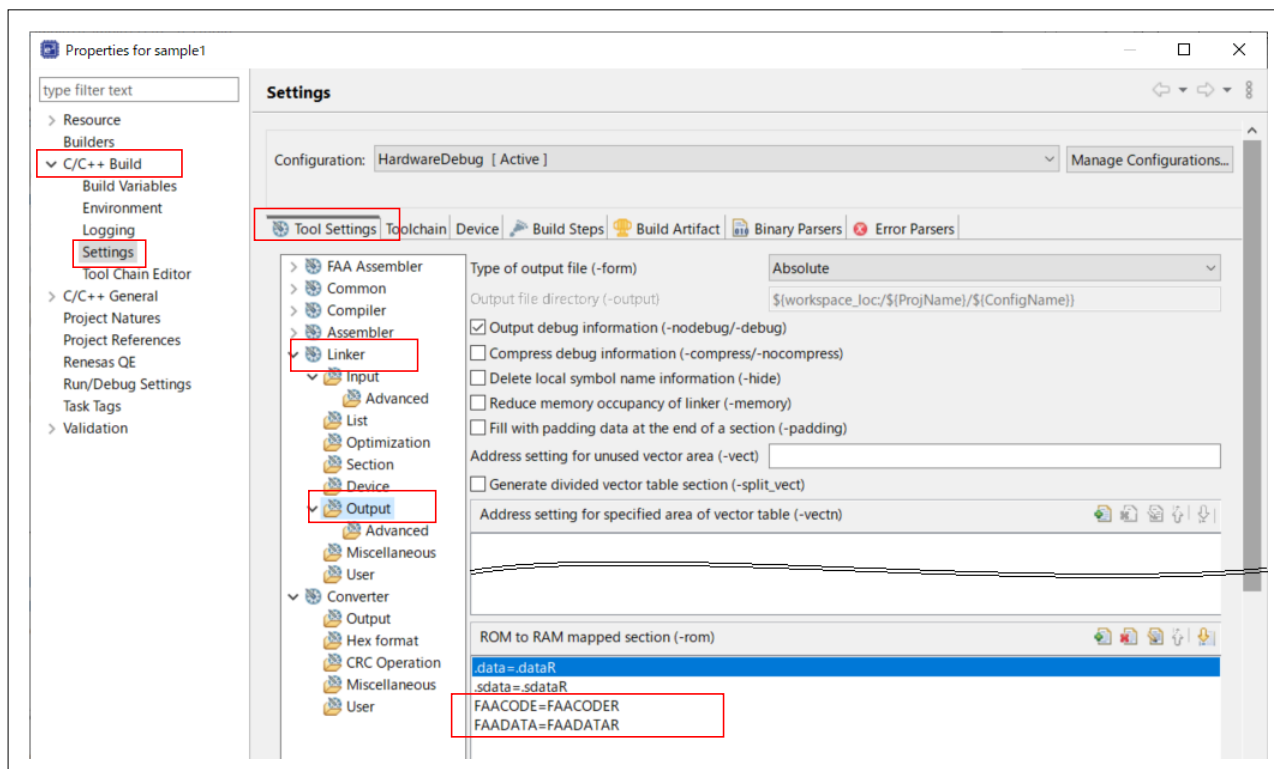 Properties for sample1
type filter text
Resource
Builders
C/C++ Build
Build Variables
Environment
Logging
Settings
Tool Chain Editor
C/C++ General
Project Natures
Project References
Renesas QE
Run/Debug Settings
Task Tags
Validation
Settings
Configuration: HardwareDebug [ Active ] Manage Configurations...
Tool Settings Toolchain Device Build Steps Build Artifact Binary Parsers Error Parsers
FAA Assembler
Common
Compiler
Assembler
Linker
Input
Advanced
List
Optimization
Section
Device
Output
Advanced
Miscellaneous
User
Converter
Output
Hex format
CRC Operation
Miscellaneous
User
Type of output file (-form) Absolute
Output file directory (-output) ${workspace_loc:/${ProjName}/${ConfigName}}
Output debug information (-nodebug/-debug)
Compress debug information (-compress/-nocompress)
Delete local symbol name information (-hide)
Reduce memory occupancy of linker (-memory)
Fill with padding data at the end of a section (-padding)
Address setting for unused vector area (-vect)
Generate divided vector table section (-split_vect)
Address setting for specified area of vector table (-vectn)
ROM to RAM mapped section (-rom)
.data=.dataR
.sdata=.sdataR
FAACODE=FAACODER
FAADATA=FAADATAR